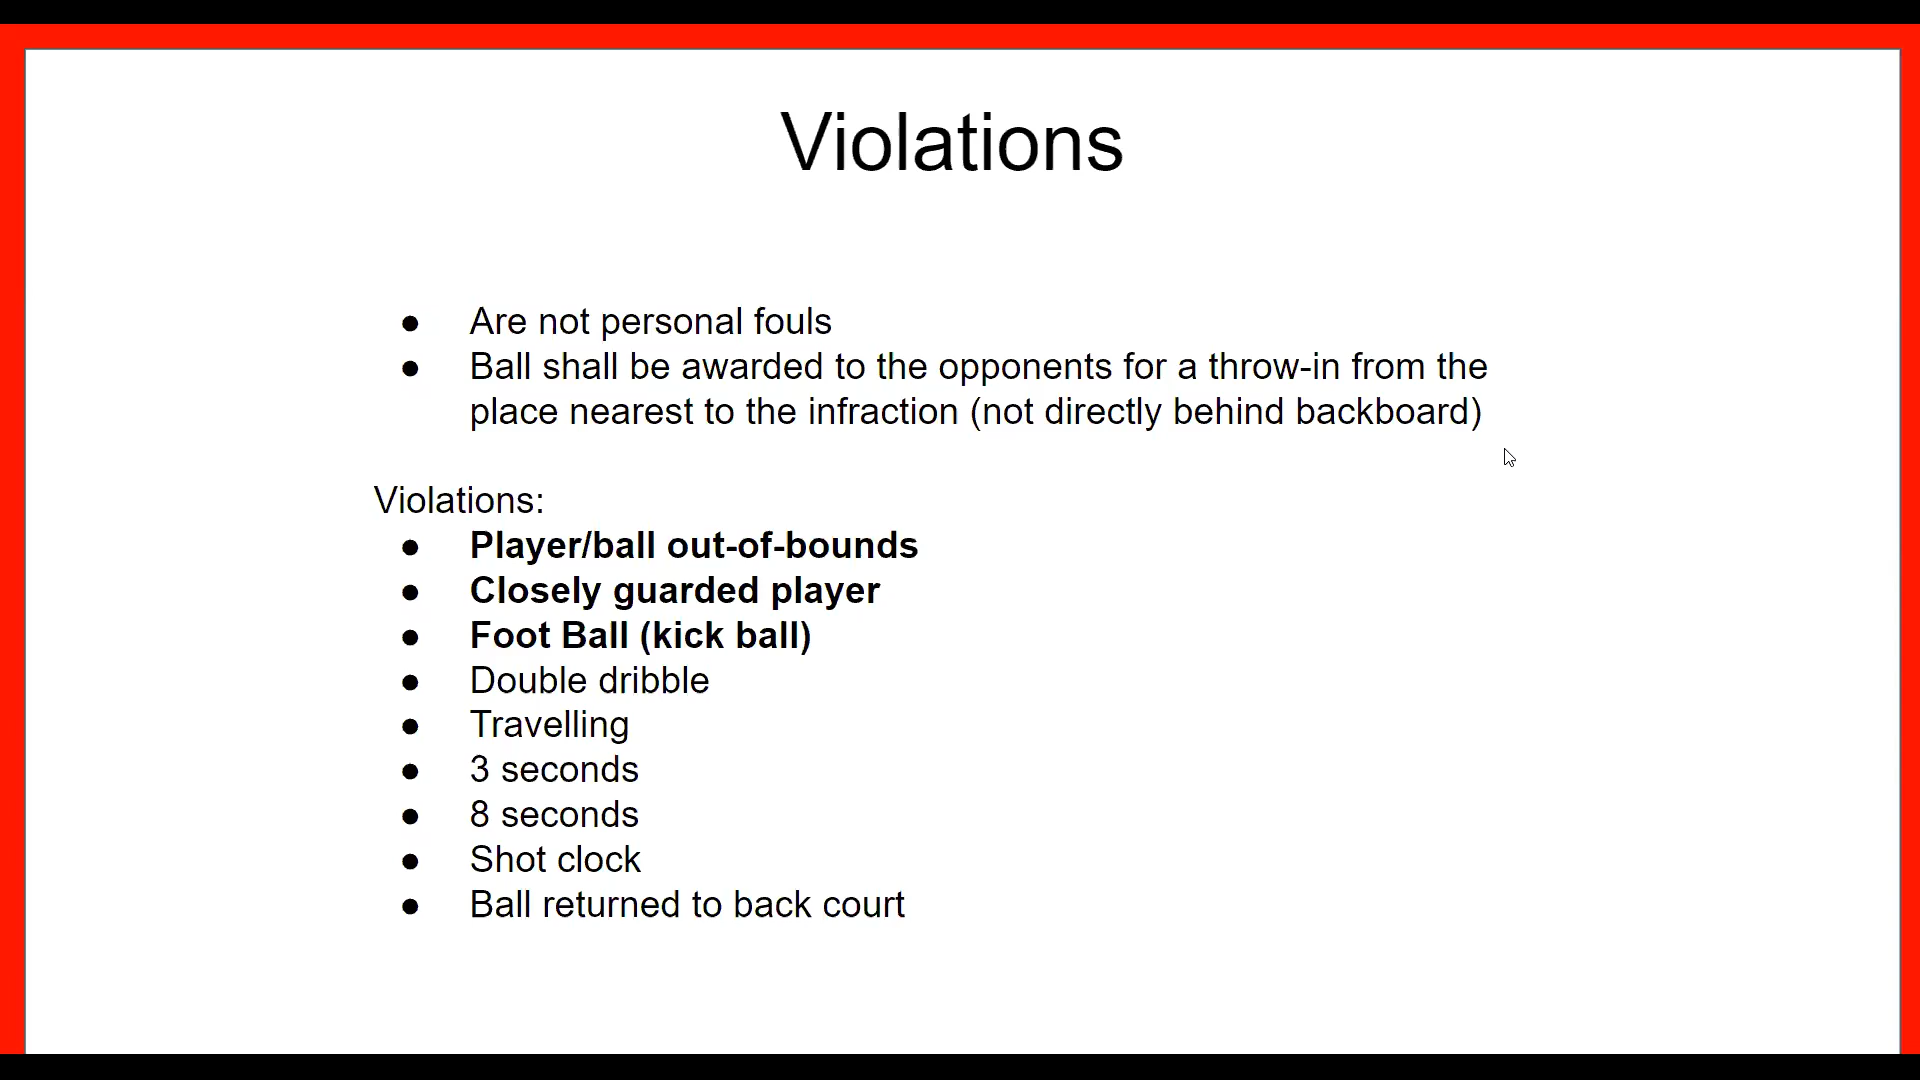 Violations
● Are not personal fouls
● Ball shall be awarded to the opponents for a throw-in from the
place nearest to the infraction (not directly behind backboard)
Violations:
● Player/ball out-of-bounds
● Closely guarded player
● Foot Ball (kick ball)
● Double dribble
● Travelling
● 3 seconds
● 8 seconds
● Shot clock
● Ball returned to back court